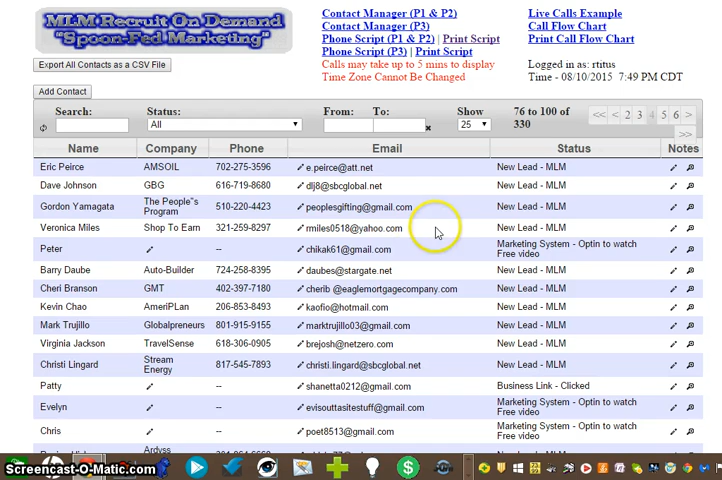 MLM Recruit On Demand
"Spoon-Fed Marketing"
Contact Manager (P1 & P2)
Contact Manager (P3)
Phone Script (P1 & P2) | Print Script
Phone Script (P3) | Print Script
Calls may take up to 5 mins to display
Time Zone Cannot Be Changed
Live Calls Example
Call Flow Chart
Print Call Flow Chart
Logged in as: rtitus
Time - 08/10/2015 7:49 PM CDT
Export All Contacts as a CSV File
Add Contact
Search: Status: From: To: Show 76 to 100 of 330
All 25 << < 2 3 4 5 6 > >>
Name Company Phone Email Status Notes
Eric Peirce AMSOIL 702-275-3596 e.peirce@att.net New Lead - MLM
Dave Johnson GBG 616-719-8680 dlj8@sbcglobal.net New Lead - MLM
Gordon Yamagata The People"s Program 510-220-4423 peoplesgifting@gmail.com New Lead - MLM
Veronica Miles Shop To Earn 321-259-8297 rmiles0518@yahoo.com New Lead - MLM
Peter -- chikak61@gmail.com Marketing System - Optin to watch Free video
Barry Daube Auto-Builder 724-258-8395 daubes@stargate.net New Lead - MLM
Cheri Branson GMT 402-397-7180 cherib @eaglemortgagecompany.com New Lead - MLM
Kevin Chao AmeriPlan 206-853-8493 kaofio@hotmail.com New Lead - MLM
Mark Trujillo Globalpreneurs 801-915-9155 marktrujillo03@gmail.com New Lead - MLM
Virginia Jackson TravelSense 618-306-0905 brejosh@netzero.com New Lead - MLM
Christi Lingard Stream Energy 817-545-7893 christi.lingard@sbcglobal.net New Lead - MLM
Patty -- shanetta0212@gmail.com Business Link - Clicked
Evelyn -- evisouttasitestuff@gmail.com Marketing System - Optin to watch Free video
Chris -- poet8513@gmail.com Marketing System - Optin to watch Free video
Ardyss
Screencast-O-Matic.com